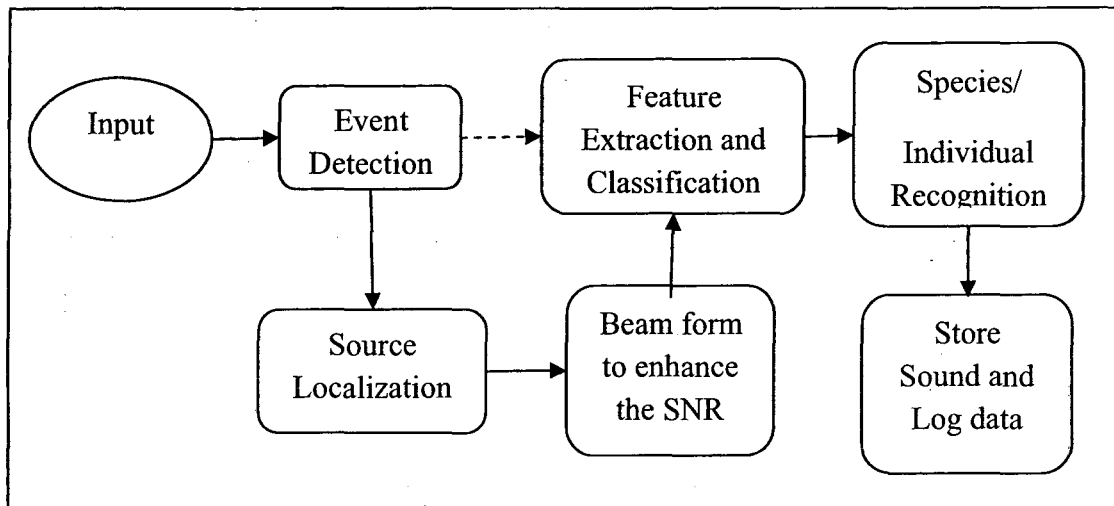 Input
Event
Detection
Feature
Extraction and
Classification
Species/
Individual
Recognition
Source
Localization
Beam form
to enhance
the SNR
Store
Sound and
Log data